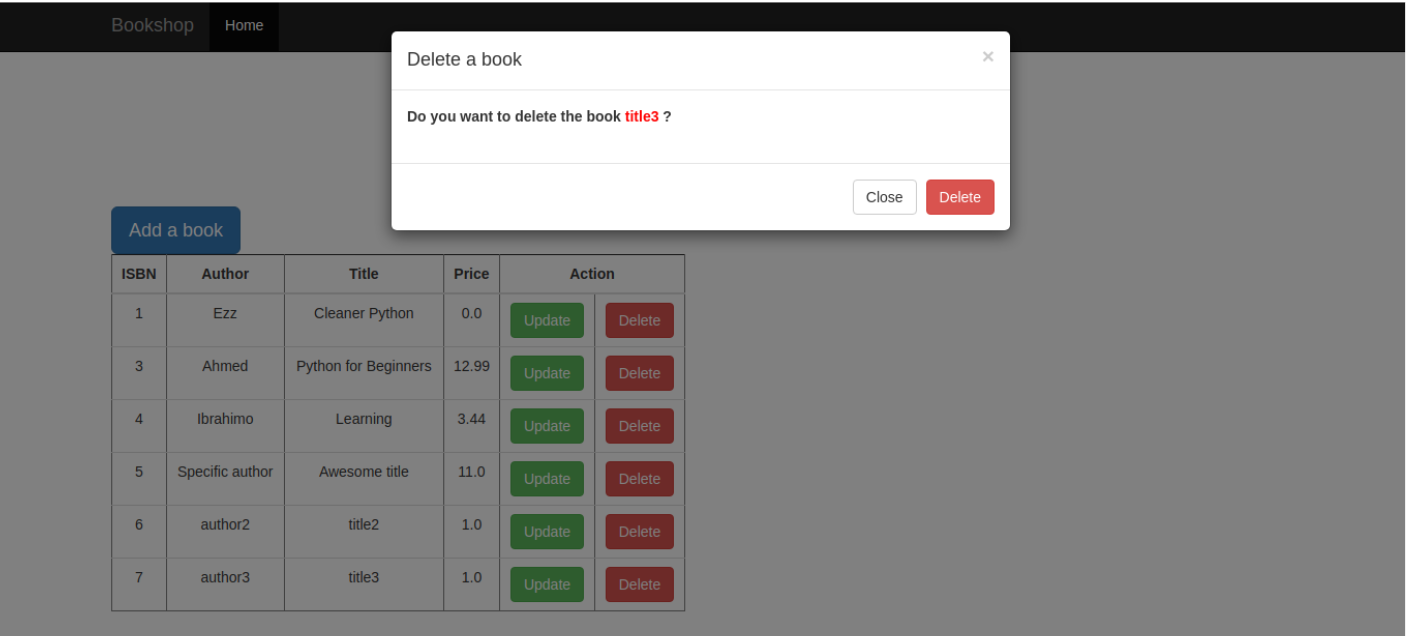 Bookshop Home
Delete a book ×
Do you want to delete the book title3 ?
Close Delete
Add a book
ISBN Author Title Price Action
1 Ezz Cleaner Python 0.0 Update Delete
3 Ahmed Python for Beginners 12.99 Update Delete
4 Ibrahimo Learning 3.44 Update Delete
5 Specific author Awesome title 11.0 Update Delete
6 author2 title2 1.0 Update Delete
7 author3 title3 1.0 Update Delete